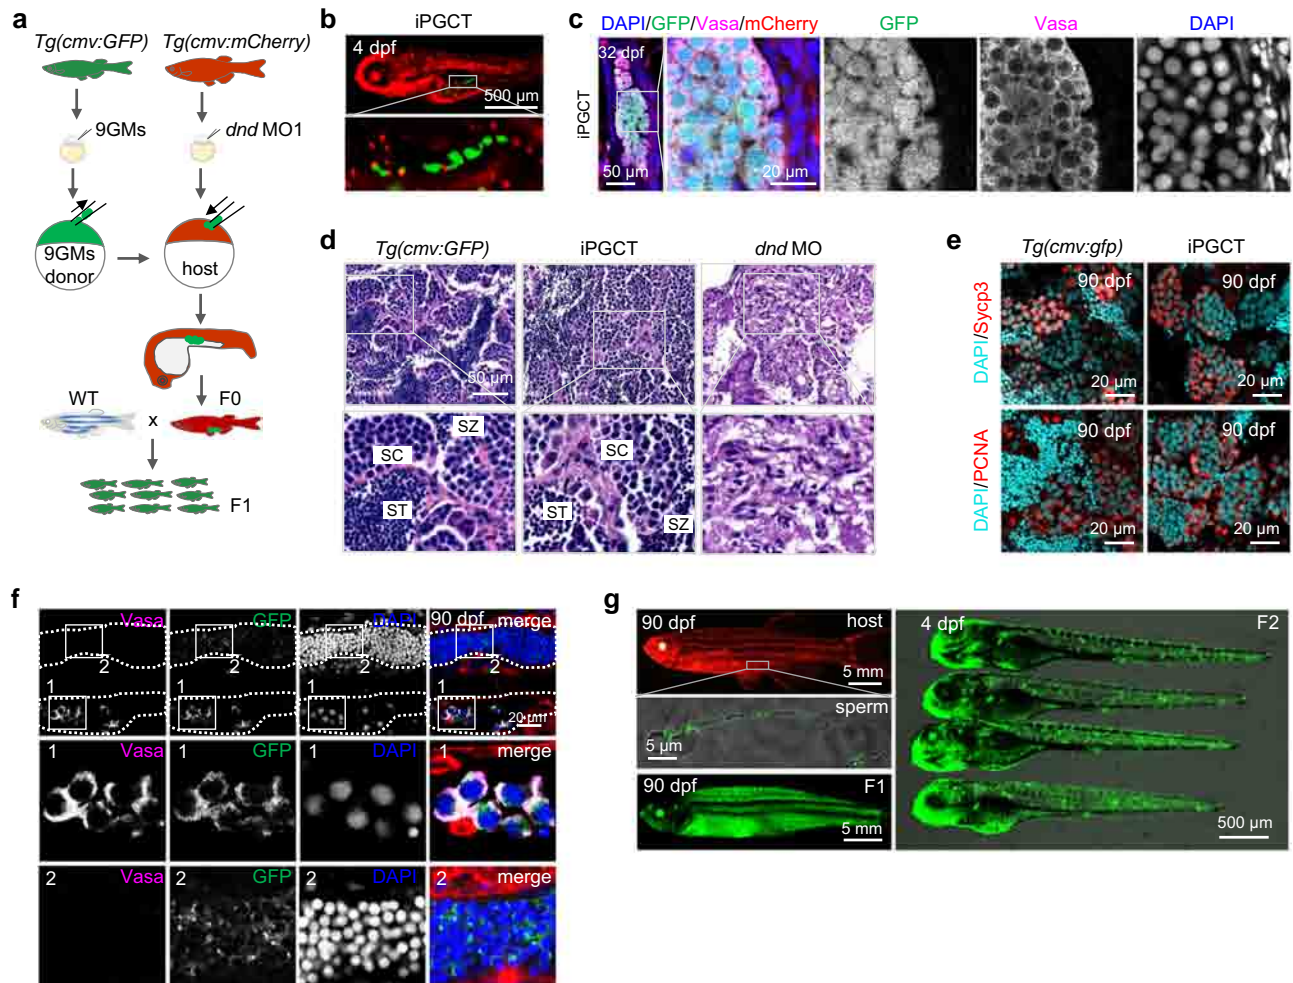 a
Tg(cmv:GFP) Tg(cmv:mCherry)
9GMs
dnd MO1
9GMs
donor
host
WT
x
F0
F1
b
iPGCT
4 dpf
500 µm
c
DAPI/GFP/Vasa/mCherry
GFP
Vasa
DAPI
iPGCT
32 dpf
50 µm
20 µm
d
Tg(cmv:GFP)
iPGCT
dnd MO
50 µm
SZ
SC
ST
SC
ST
SZ
e
Tg(cmv:gfp)
iPGCT
DAPI/Sycp3
90 dpf
20 µm
90 dpf
20 µm
DAPI/PCNA
90 dpf
20 µm
90 dpf
20 µm
f
Vasa
GFP
DAPI
90 dpf merge
2
2
2
2
1
1
1
1
20 µm
1 Vasa
1 GFP
1 DAPI
1 merge
2 Vasa
2 GFP
2 DAPI
2 merge
g
90 dpf
host
5 mm
sperm
5 µm
90 dpf
F1
5 mm
4 dpf
F2
500 µm